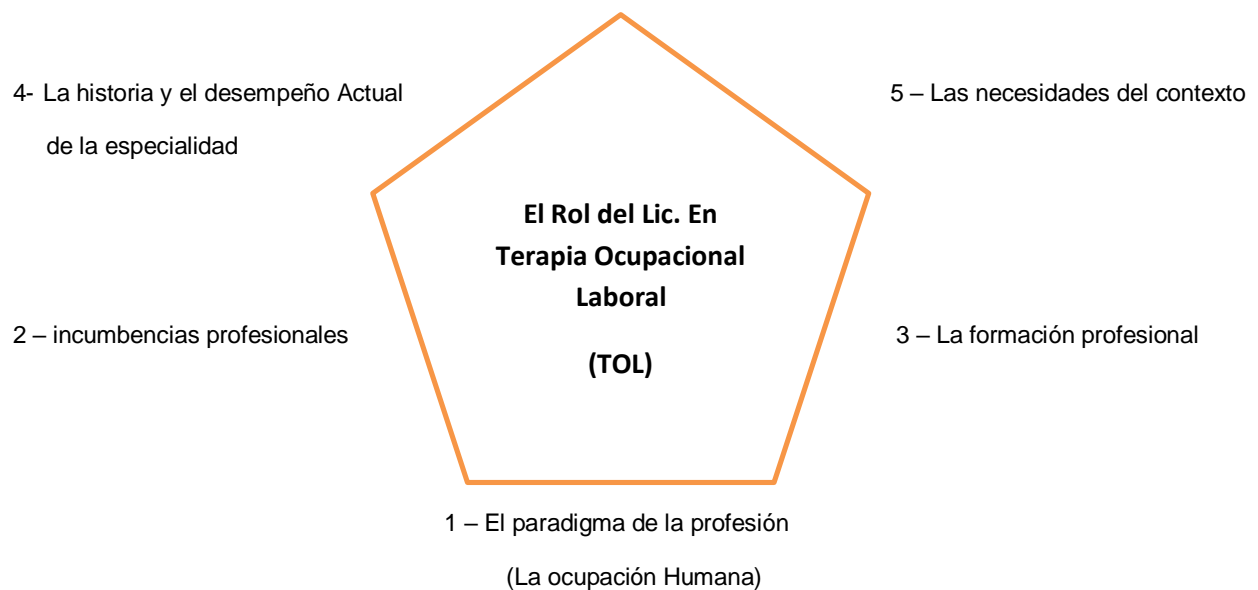 4- La historia y el desempeño Actual
de la especialidad
5 – Las necesidades del contexto
El Rol del Lic. En
Terapia Ocupacional
Laboral
(TOL)
2 – incumbencias profesionales
3 – La formación profesional
1 – El paradigma de la profesión
(La ocupación Humana)